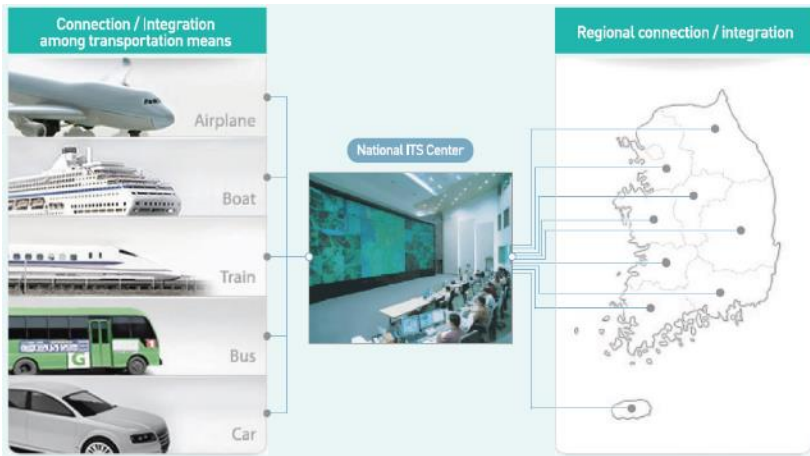 Connection / Integration
among transportation means
Airplane
Boat
Train
Bus
Car
G
National ITS Center
Regional connection / integration